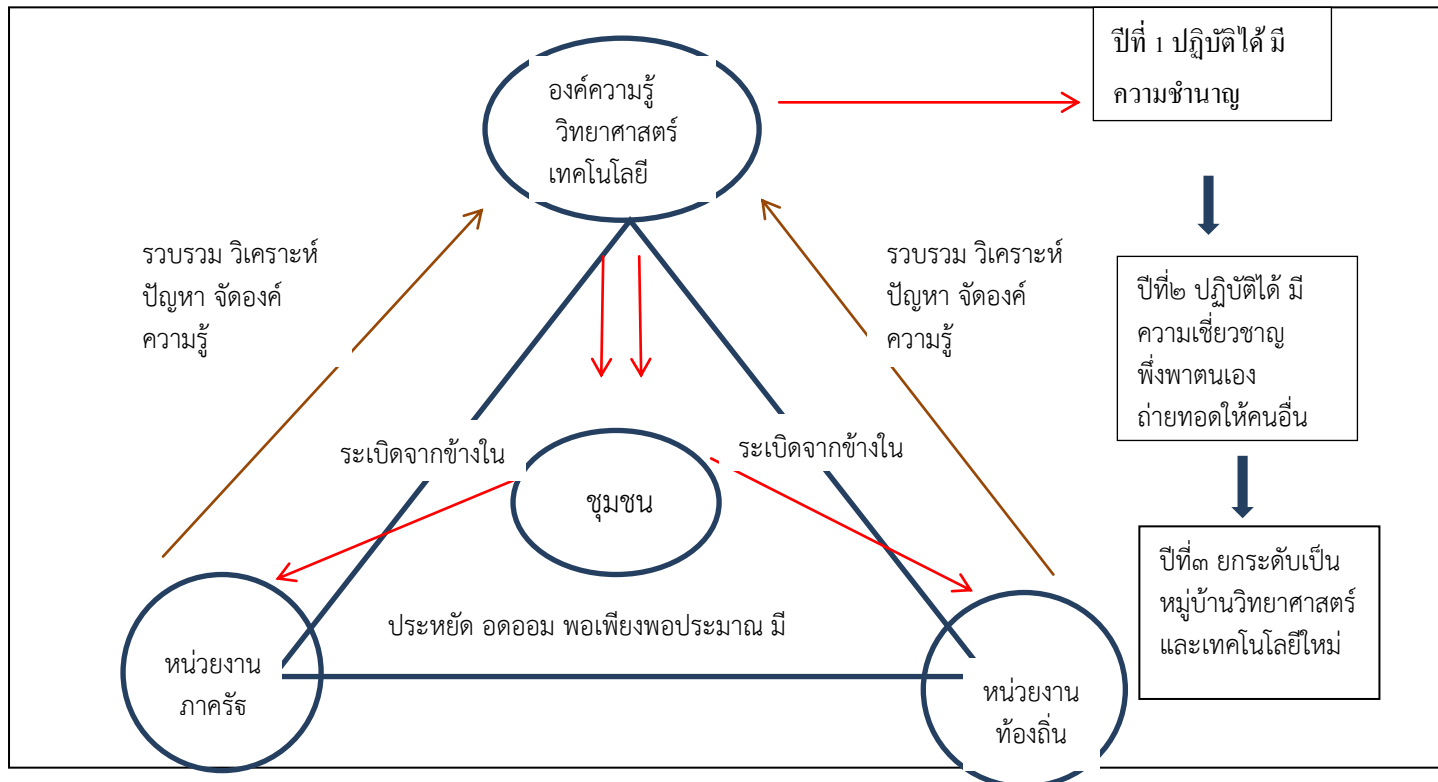 องค์ความรู้
วิทยาศาสตร์
เทคโนโลยี
ปีที่ 1 ปฏิบัติได้ มี
ความชำนาญ
รวบรวม วิเคราะห์
ปัญหา จัดองค์
ความรู้
รวบรวม วิเคราะห์
ปัญหา จัดองค์
ความรู้
ปีที่๒ ปฏิบัติได้ มี
ความเชี่ยวชาญ
พึ่งพาตนเอง
ถ่ายทอดให้คนอื่น
ระเบิดจากข้างใน
ระเบิดจากข้างใน
ชุมชน
ปีที่๓ ยกระดับเป็น
หมู่บ้านวิทยาศาสตร์
และเทคโนโลยีใหม่
ประหยัด อดออม พอเพียงพอประมาณ มี
หน่วยงาน
ภาครัฐ
หน่วยงาน
ท้องถิ่น